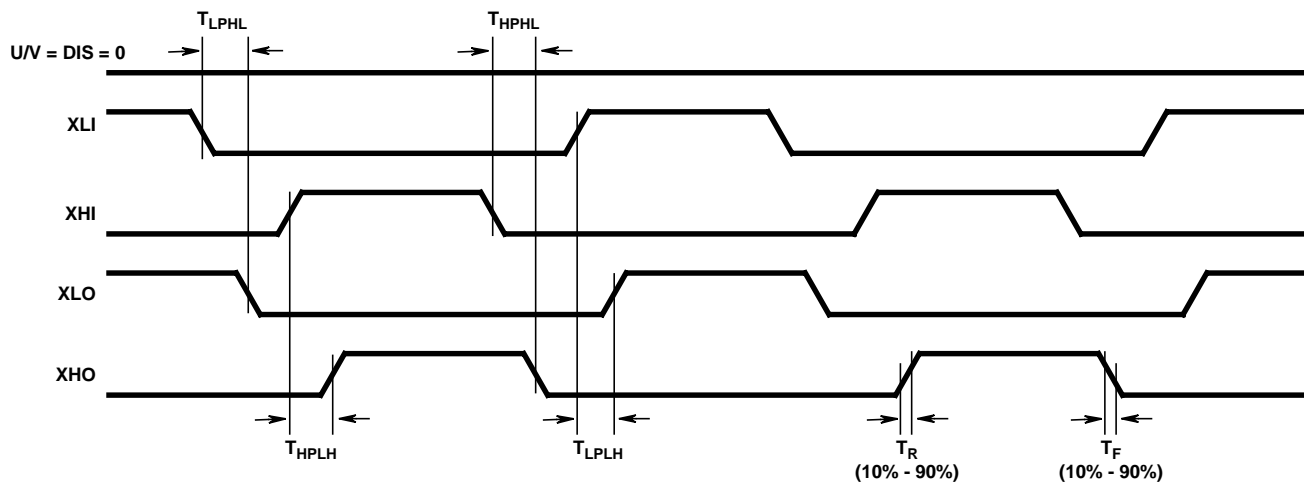 T_LPHL
T_HPHL
U/V = DIS = 0
XLI
XHI
XLO
XHO
T_HPLH
T_LPLH
T_R
(10% - 90%)
T_F
(10% - 90%)